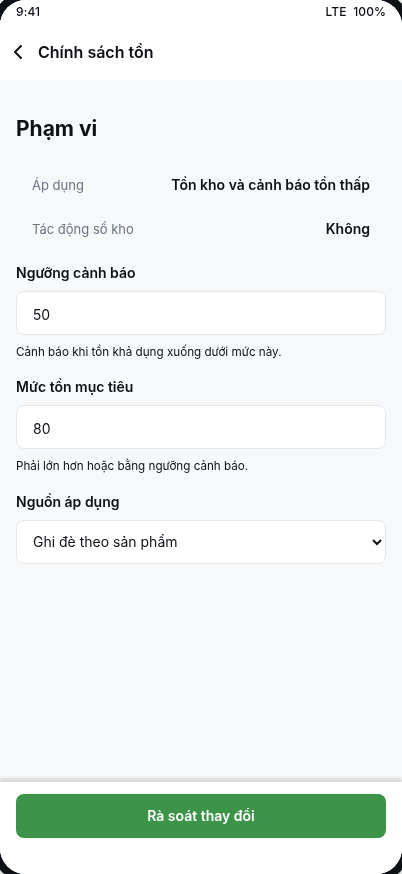 9:41 LTE 100%
Chính sách tồn
Phạm vi
Áp dụng Tồn kho và cảnh báo tồn thấp
Tác động sổ kho Không
Ngưỡng cảnh báo
50
Cảnh báo khi tồn khả dụng xuống dưới mức này.
Mức tồn mục tiêu
80
Phải lớn hơn hoặc bằng ngưỡng cảnh báo.
Nguồn áp dụng
Ghi đè theo sản phẩm
Rà soát thay đổi